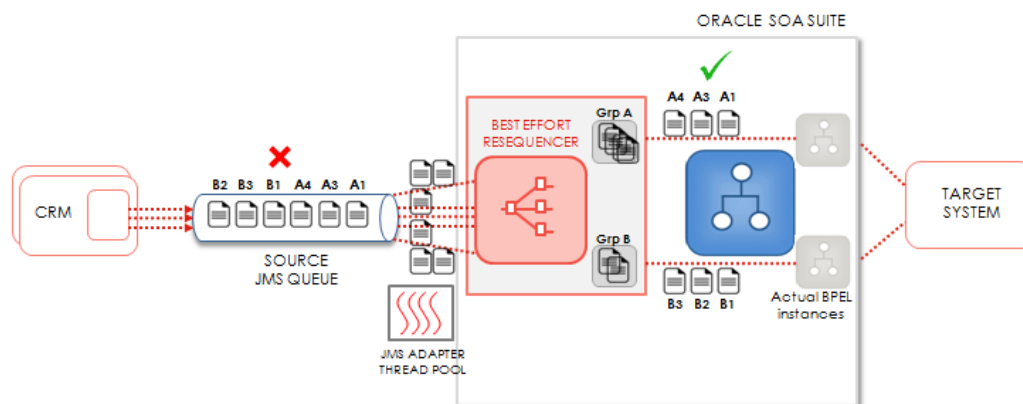 ORACLE SOA SUITE
A4 A3 A1
Grp A
BEST EFFORT
RESEQUENCER
B2 B3 B1 A4 A3 A1
CRM
TARGET
SYSTEM
SOURCE
JMS QUEUE
Grp B
B3 B2 B1
Actual BPEL
instances
JMS ADAPTER
THREAD POOL